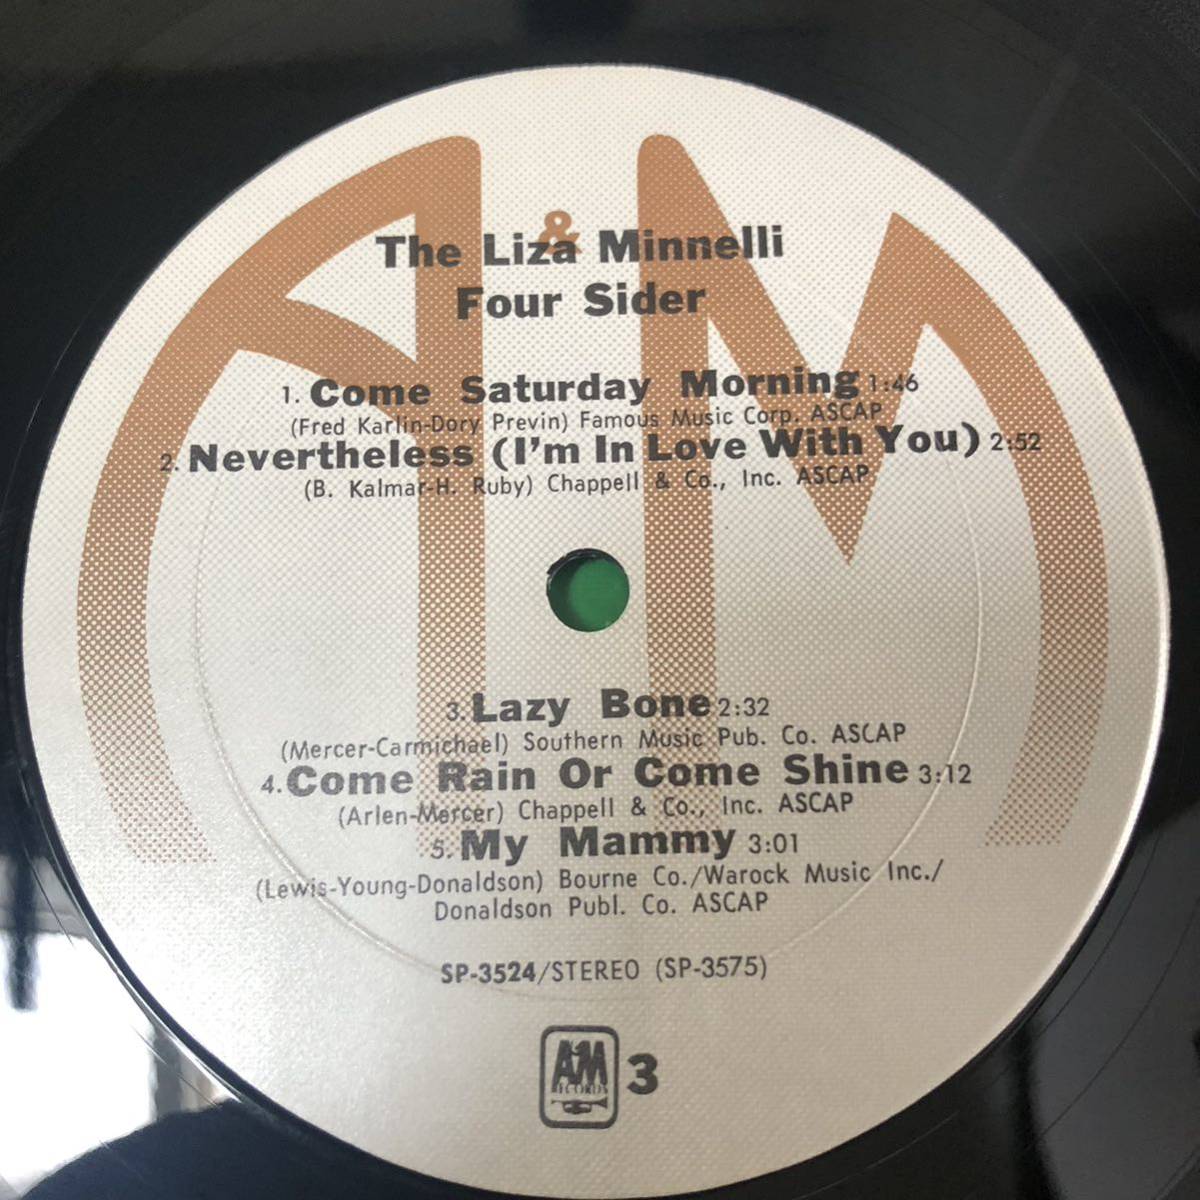 A&M
The Liza Minnelli
Four Sider
1. Come Saturday Morning 1:46
(Fred Karlin-Dory Previn) Famous Music Corp. ASCAP
2. Nevertheless (I'm In Love With You) 2:52
(B. Kalmar-H. Ruby) Chappell & Co., Inc. ASCAP
3. Lazy Bone 2:32
(Mercer-Carmichael) Southern Music Pub. Co. ASCAP
4. Come Rain Or Come Shine 3:12
(Arlen-Mercer) Chappell & Co., Inc. ASCAP
5. My Mammy 3:01
(Lewis-Young-Donaldson) Bourne Co./Warock Music Inc./
Donaldson Publ. Co. ASCAP
SP-3524/STEREO (SP-3575)
A&M 3
RECORDS